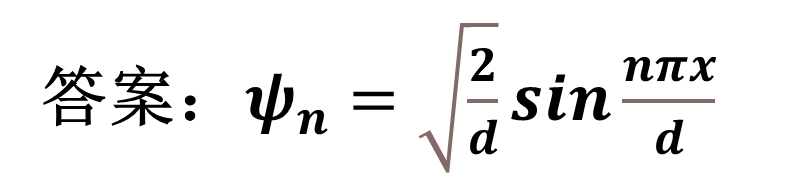 答案：ψₙ = √(2/d) sin nπx/d